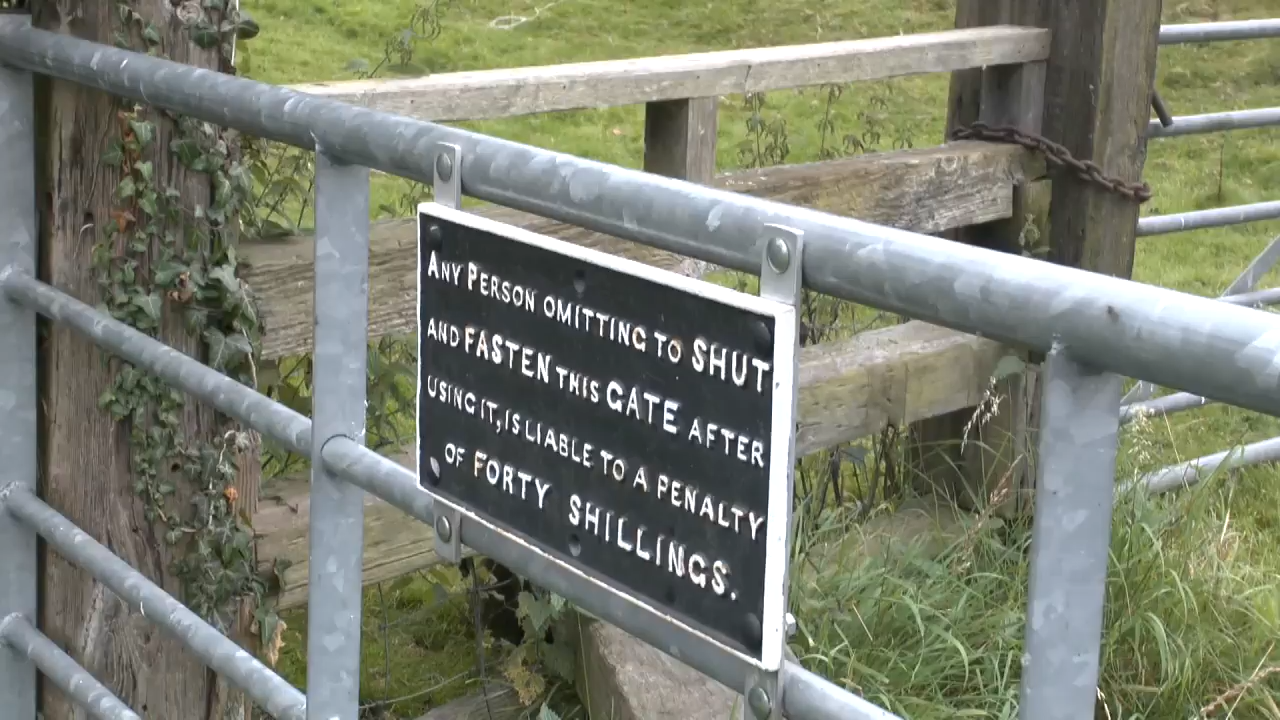 ANY PERSON OMITTING TO SHUT
AND FASTEN THIS GATE AFTER
USING IT, IS LIABLE TO A PENALTY
OF FORTY SHILLINGS.